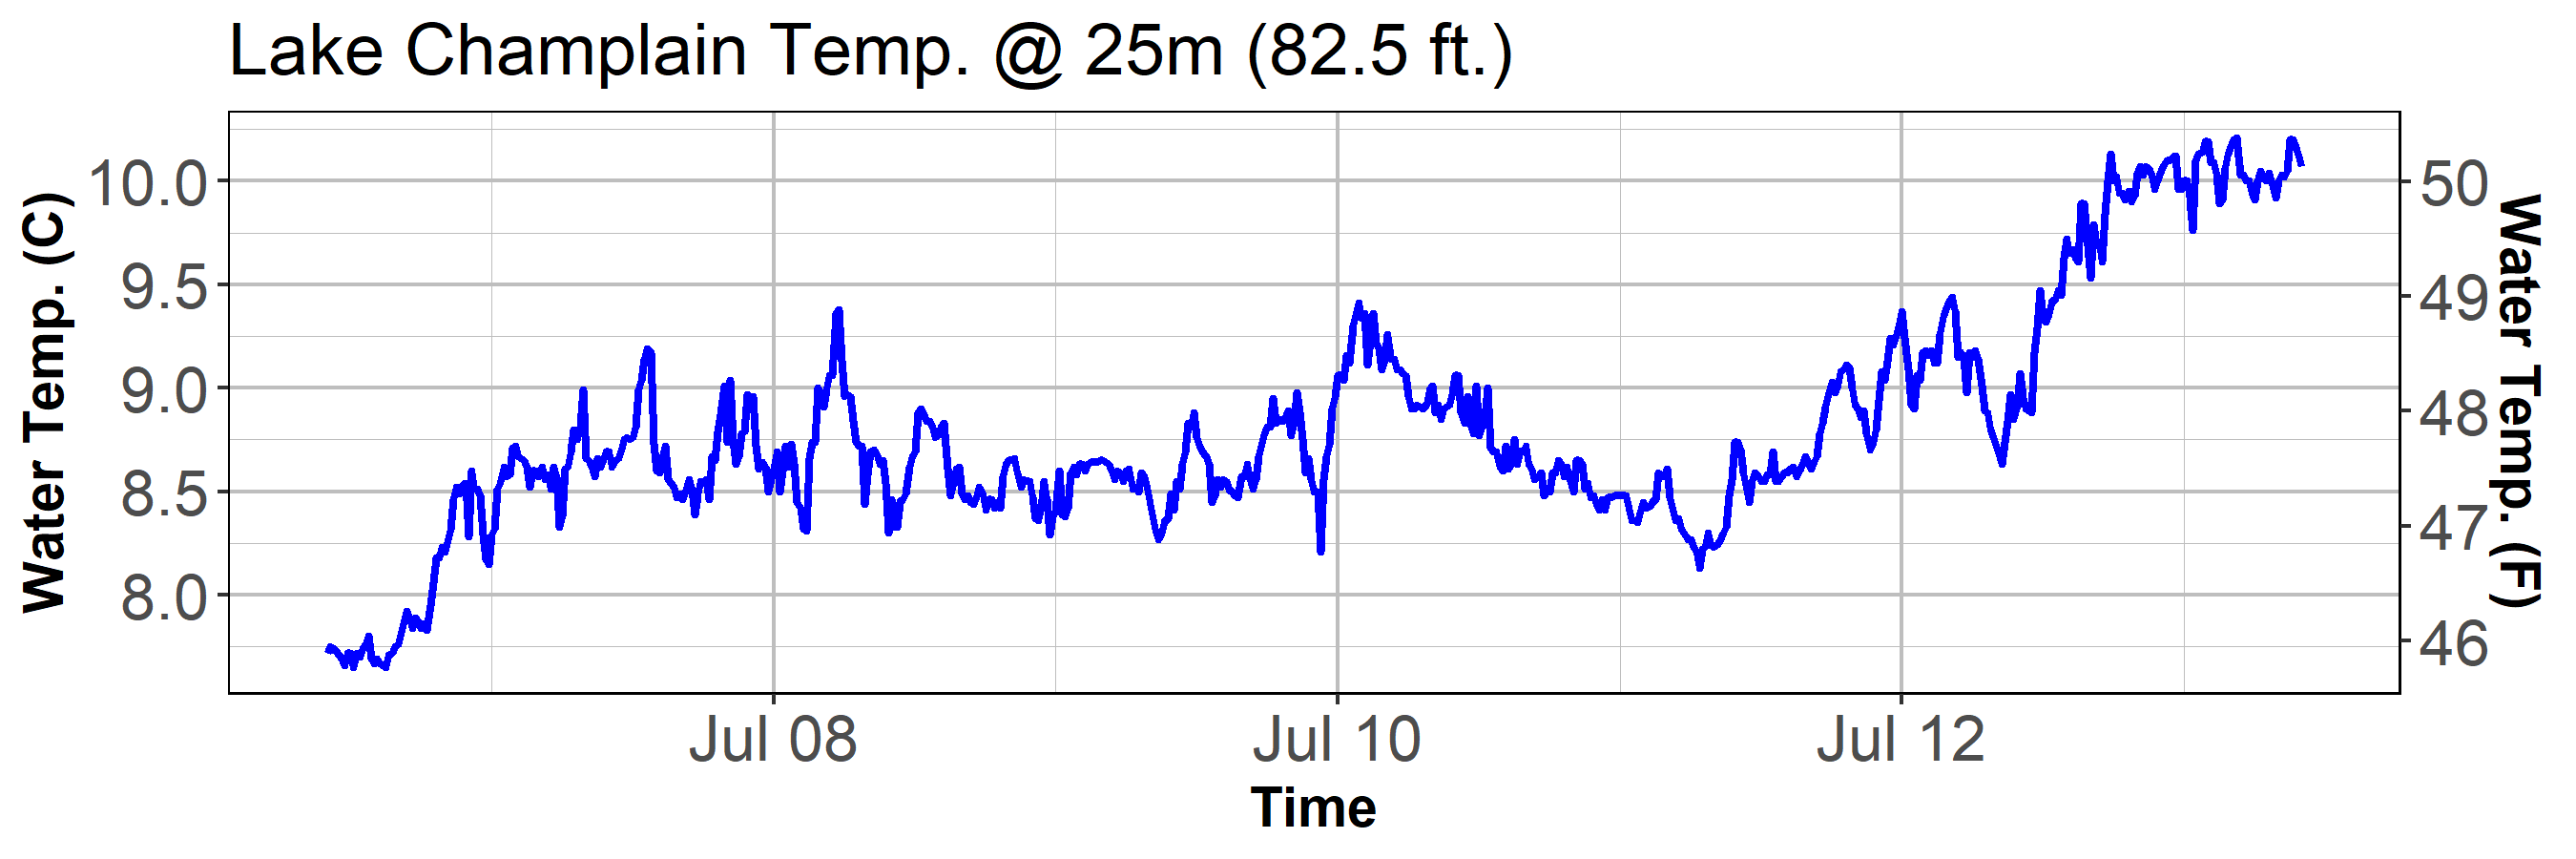 Lake Champlain Temp. @ 25m (82.5 ft.)
Water Temp. (C)
10.0
9.5
9.0
8.5
8.0
50
49
48
47
46
Water Temp. (F)
Jul 08
Jul 10
Jul 12
Time